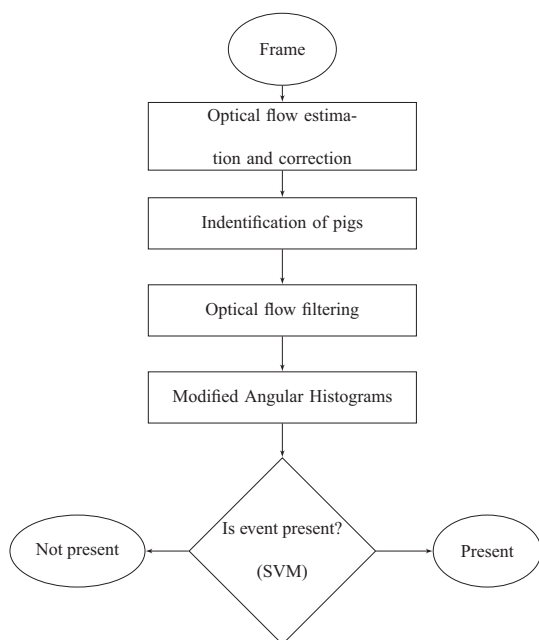 Frame
Optical flow estima-
tion and correction
Indentification of pigs
Optical flow filtering
Modified Angular Histograms
Is event present?
(SVM)
Not present
Present